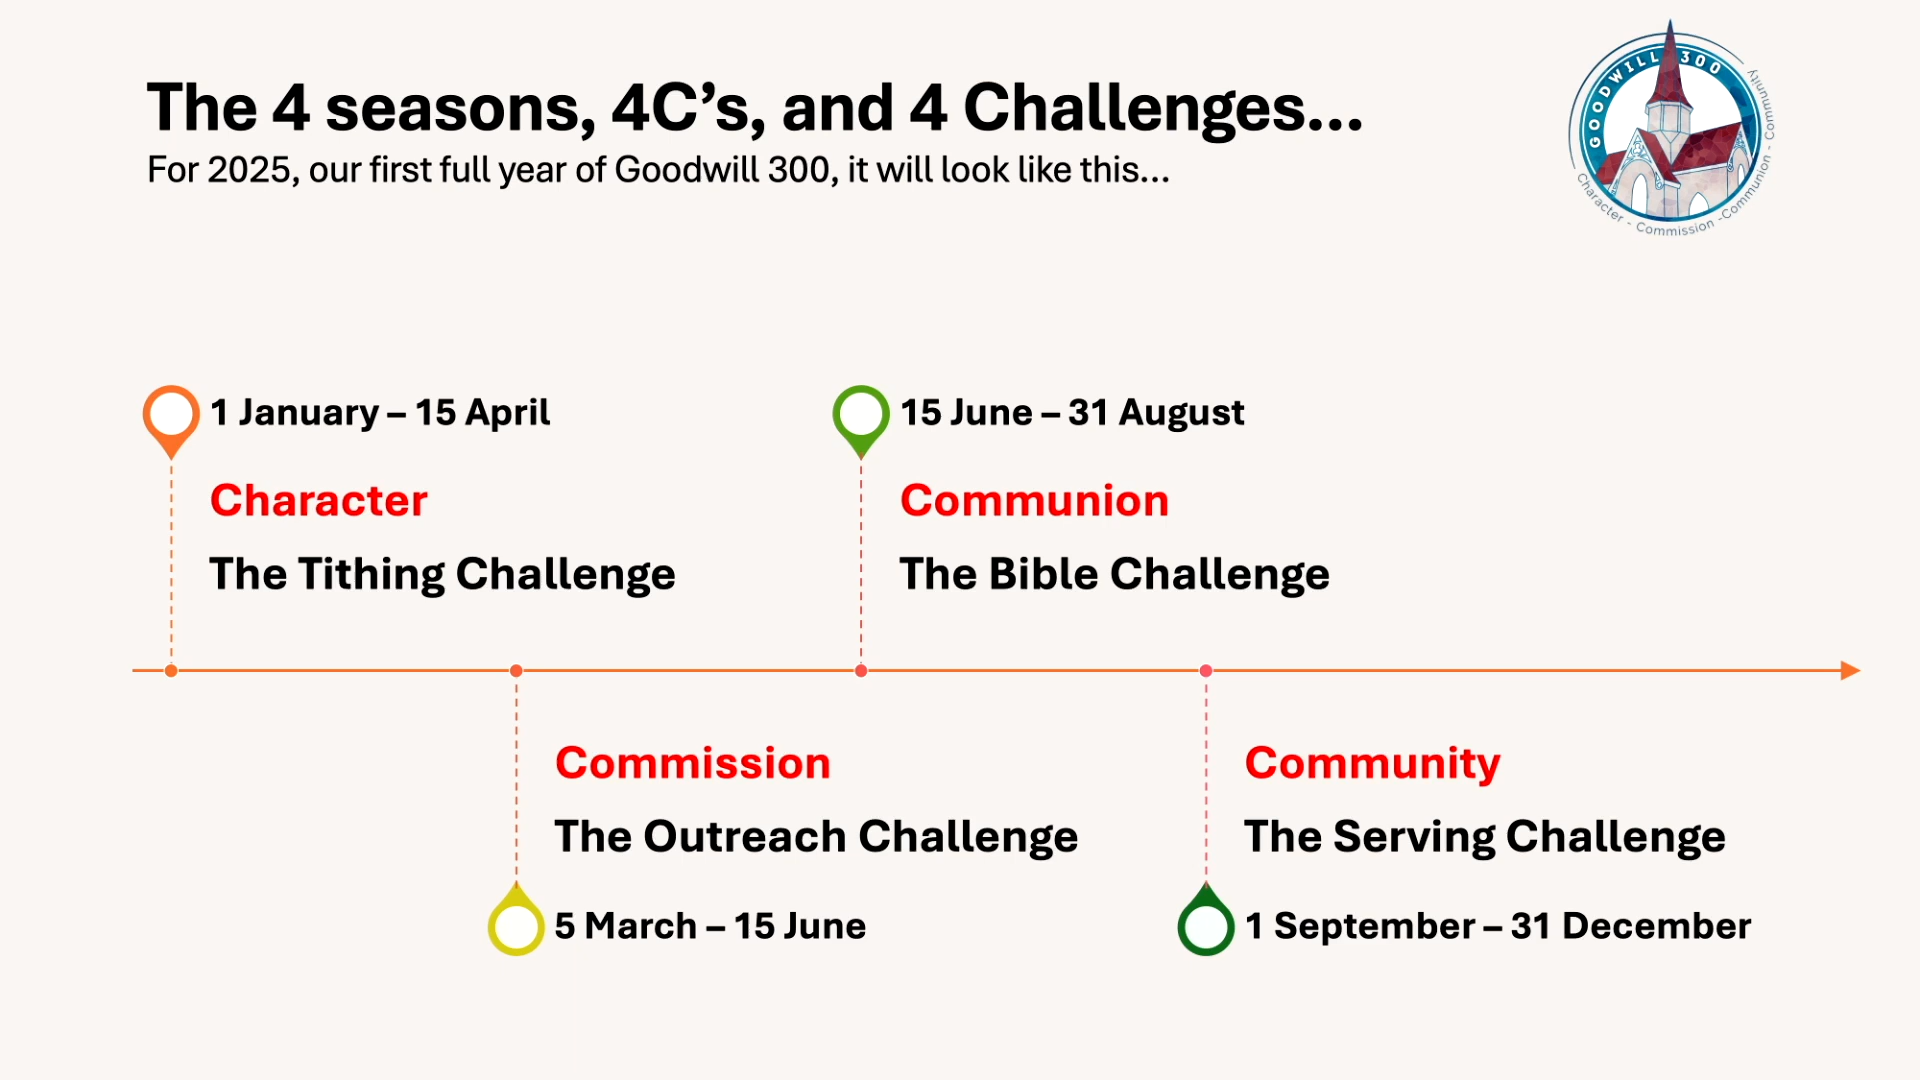 The 4 seasons, 4C’s, and 4 Challenges...
For 2025, our first full year of Goodwill 300, it will look like this...
GOODWILL 300
Character - Commission - Communion - Community
1 January – 15 April
Character
The Tithing Challenge
15 June – 31 August
Communion
The Bible Challenge
Commission
The Outreach Challenge
5 March – 15 June
Community
The Serving Challenge
1 September – 31 December